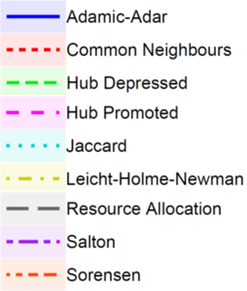 Adamic-Adar
Common Neighbours
Hub Depressed
Hub Promoted
Jaccard
Leicht-Holme-Newman
Resource Allocation
Salton
Sorensen